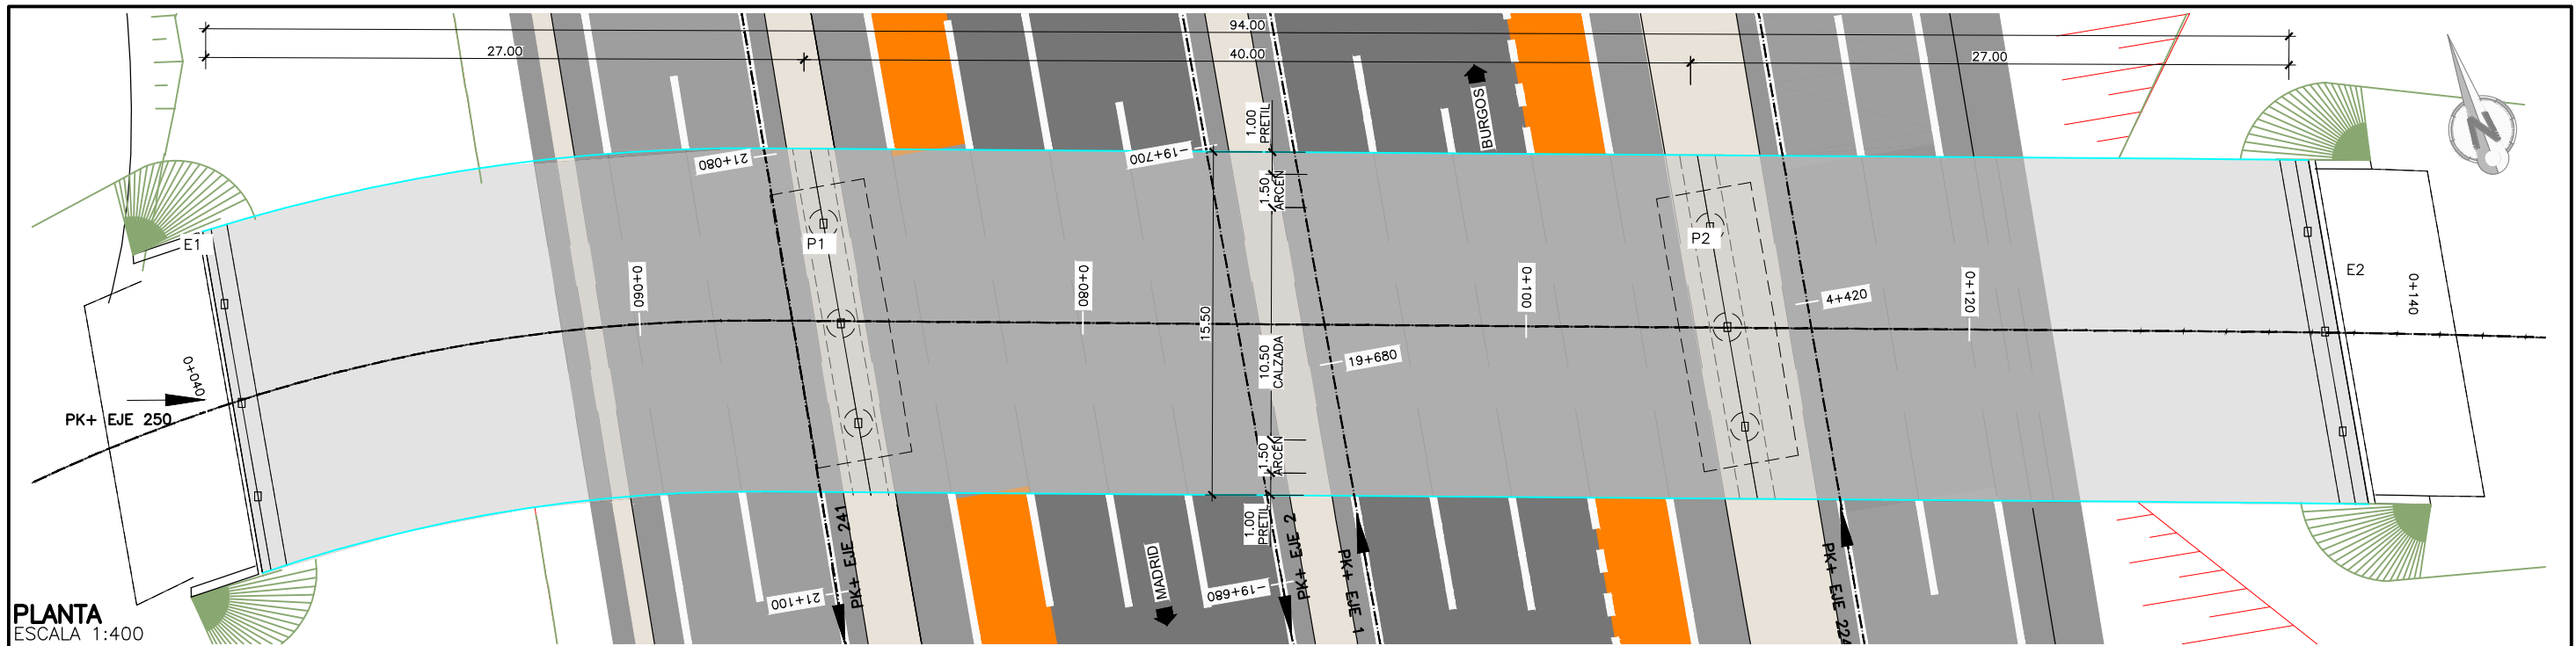 94.00
27.00
40.00
27.00
1.00
PRETIL
BURGOS
21+080
-19+700
1.50
ARCÉN
N
E1
P1
P2
E2
0+060
0+080
0+100
0+120
0+140
4+420
15.50
10.50
CALZADA
19+680
0+040
PK+ EJE 250
1.50
ARCÉN
1.00
PRETIL
PK+ EJE 241
PK+ EJE 2
PK+ EJE 1
PK+ EJE 224
MADRID
-19+680
21+100
PLANTA
ESCALA 1:400